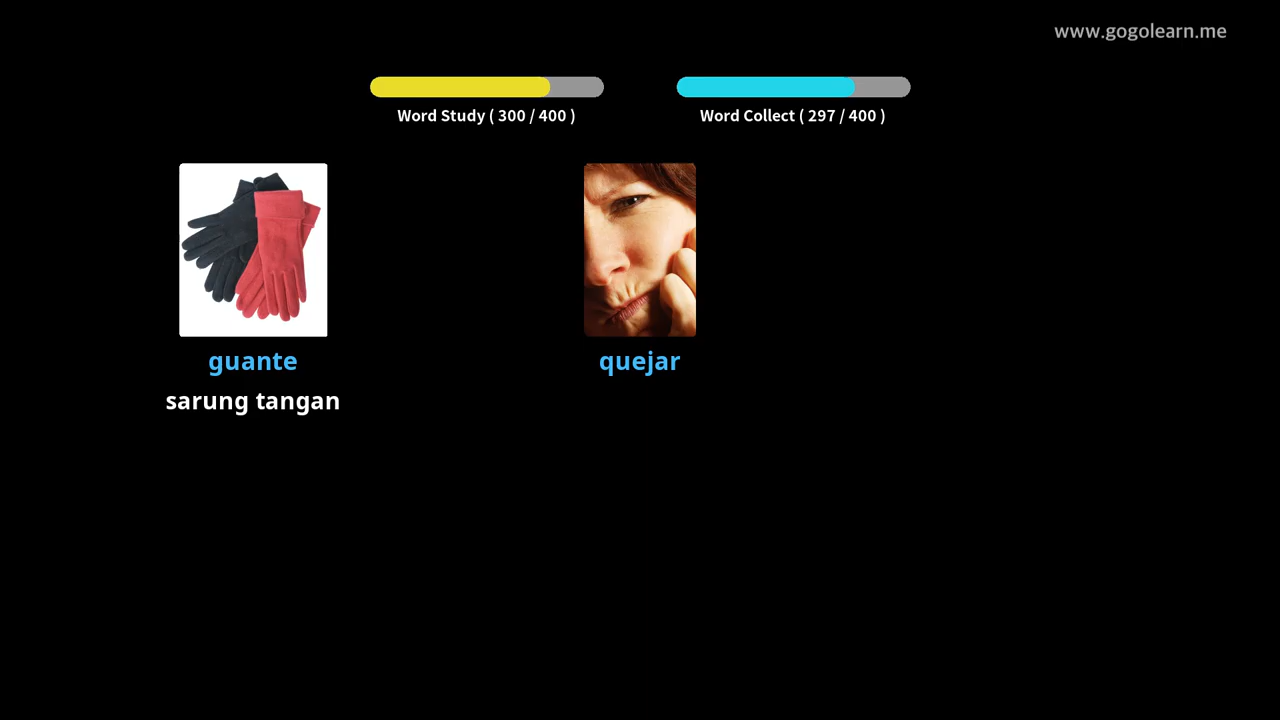 www.gogolearn.me
Word Study ( 300 / 400 )
Word Collect ( 297 / 400 )
guante
sarung tangan
quejar